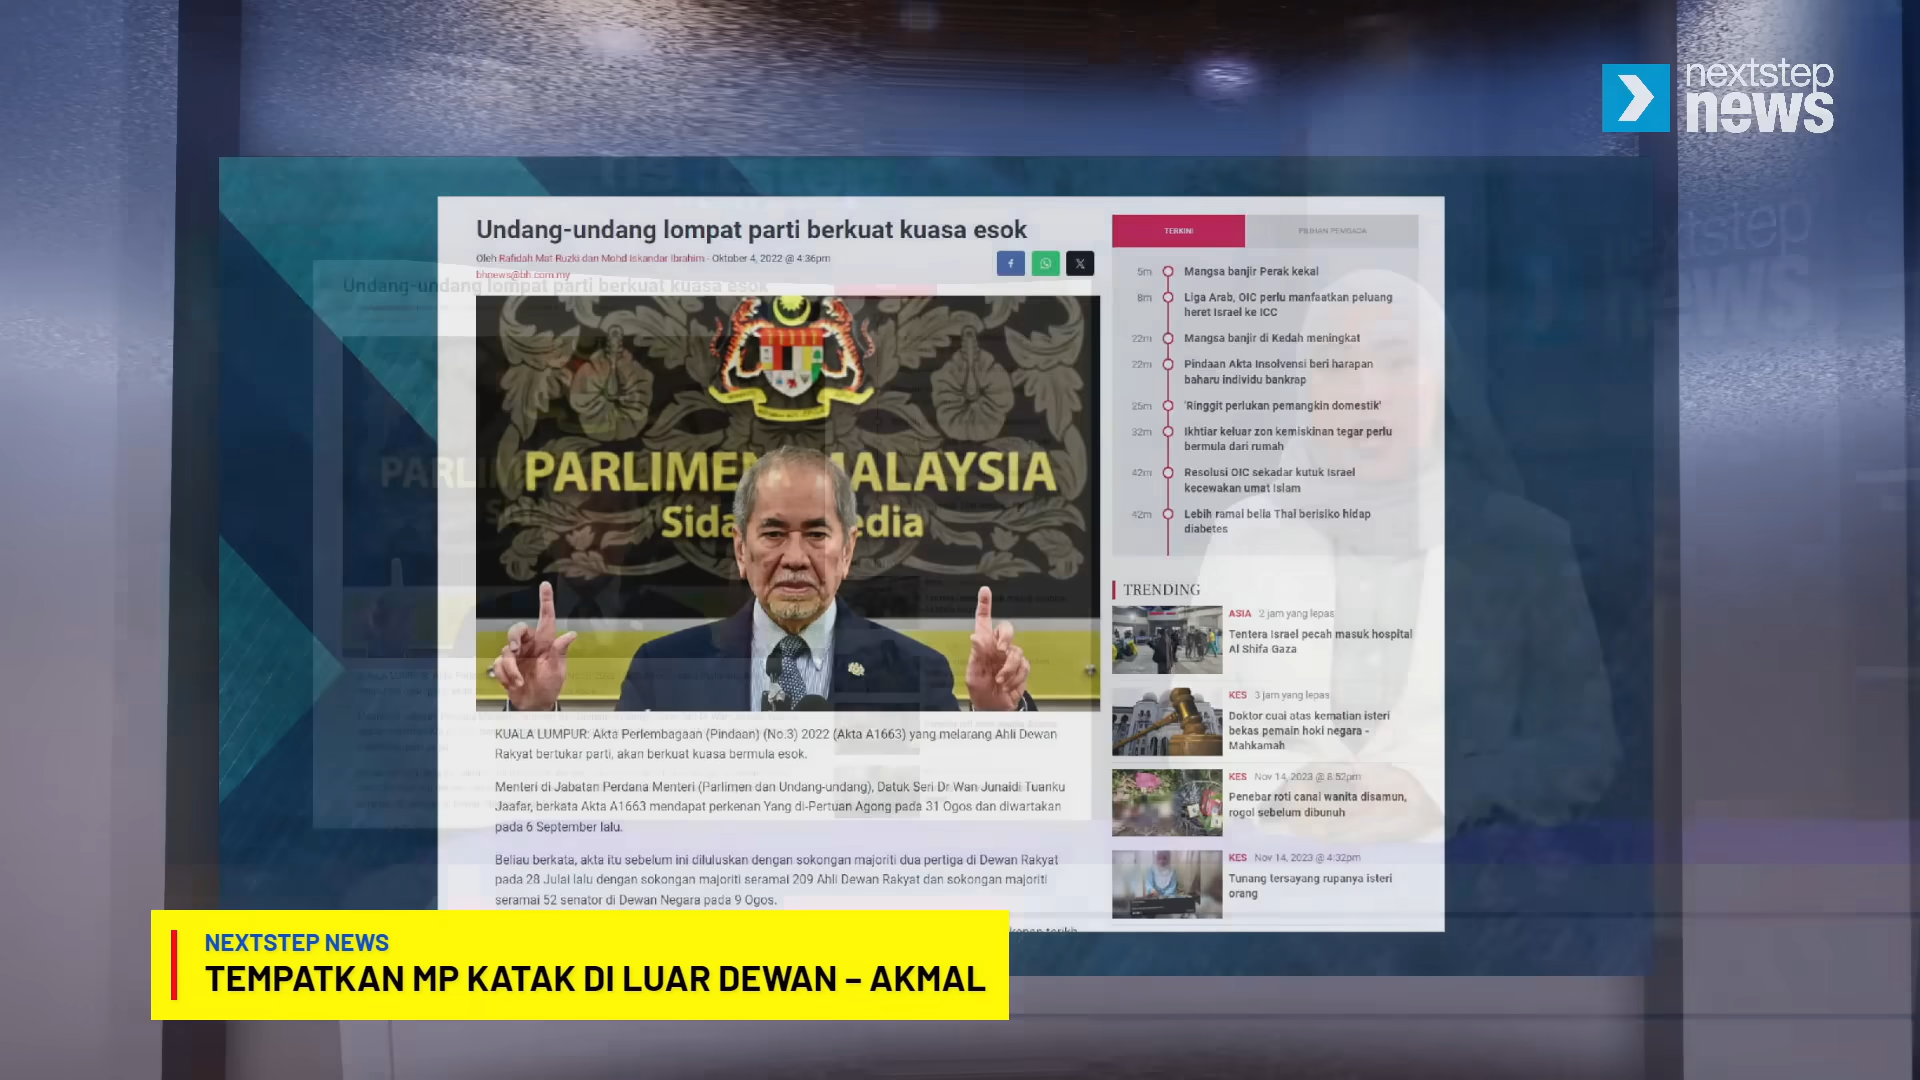 nextstep
news
Undang-undang lompat parti berkuat kuasa esok
Oleh Rafidah Mat Ruzki dan Mohd Iskandar Ibrahim - Oktober 4, 2022 @ 4:36pm
bhnews@bh.com.my
Undang-undang lompat parti berkuat kuasa esok
PARLIMEN MALAYSIA
KUALA LUMPUR: Akta Perlembagaan (Pindaan) (No.3) 2022 (Akta A1663) yang melarang Ahli Dewan
Rakyat bertukar parti, akan berkuat kuasa bermula esok.
Menteri di Jabatan Perdana Menteri (Parlimen dan Undang-undang), Datuk Seri Dr Wan Junaidi Tuanku
Jaafar, berkata Akta A1663 mendapat perkenan Yang di-Pertuan Agong pada 31 Ogos dan diwartakan
pada 6 September lalu.
Beliau berkata, akta itu sebelum ini diluluskan dengan sokongan majoriti dua pertiga di Dewan Rakyat
pada 28 Julai lalu dengan sokongan majoriti seramai 209 Ahli Dewan Rakyat dan sokongan majoriti
seramai 52 senator di Dewan Negara pada 9 Ogos.
TERKINI
PILIHAN PEMBACA
5m Mangsa banjir Perak kekal
8m Liga Arab, OIC perlu manfaatkan peluang
heret Israel ke ICC
22m Mangsa banjir di Kedah meningkat
22m Pindaan Akta Insolvensi beri harapan
baharu individu bankrap
25m 'Ringgit perlukan pemangkin domestik'
32m Ikhtiar keluar zon kemiskinan tegar perlu
bermula dari rumah
42m Resolusi OIC sekadar kutuk Israel
kecewakan umat Islam
42m Lebih ramai belia Thai berisiko hidap
diabetes
TRENDING
ASIA 2 jam yang lepas
Tentera Israel pecah masuk hospital
Al Shifa Gaza
KES 3 jam yang lepas
Doktor cuai atas kematian isteri
bekas pemain hoki negara -
Mahkamah
KES Nov 14, 2023 @ 8:52pm
Penebar roti canai wanita disamun,
rogol sebelum dibunuh
KES Nov 14, 2023 @ 4:32pm
Tunang tersayang rupanya isteri
orang
NEXTSTEP NEWS
TEMPATKAN MP KATAK DI LUAR DEWAN – AKMAL